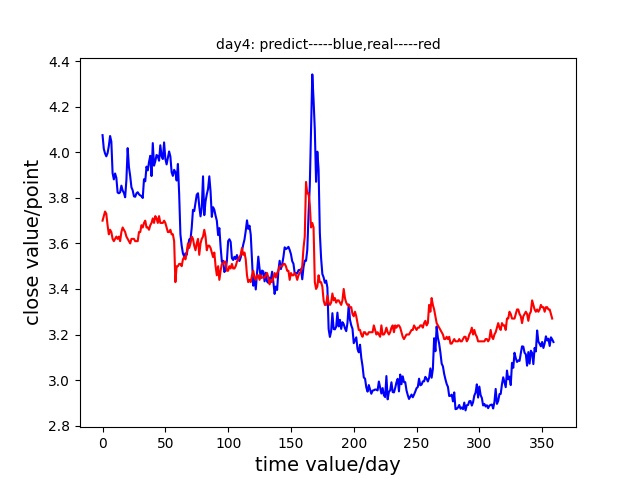 day4: predict-----blue,real-----red
4.4
4.2
4.0
3.8
3.6
3.4
3.2
3.0
2.8
close value/point
0 50 100 150 200 250 300 350
time value/day